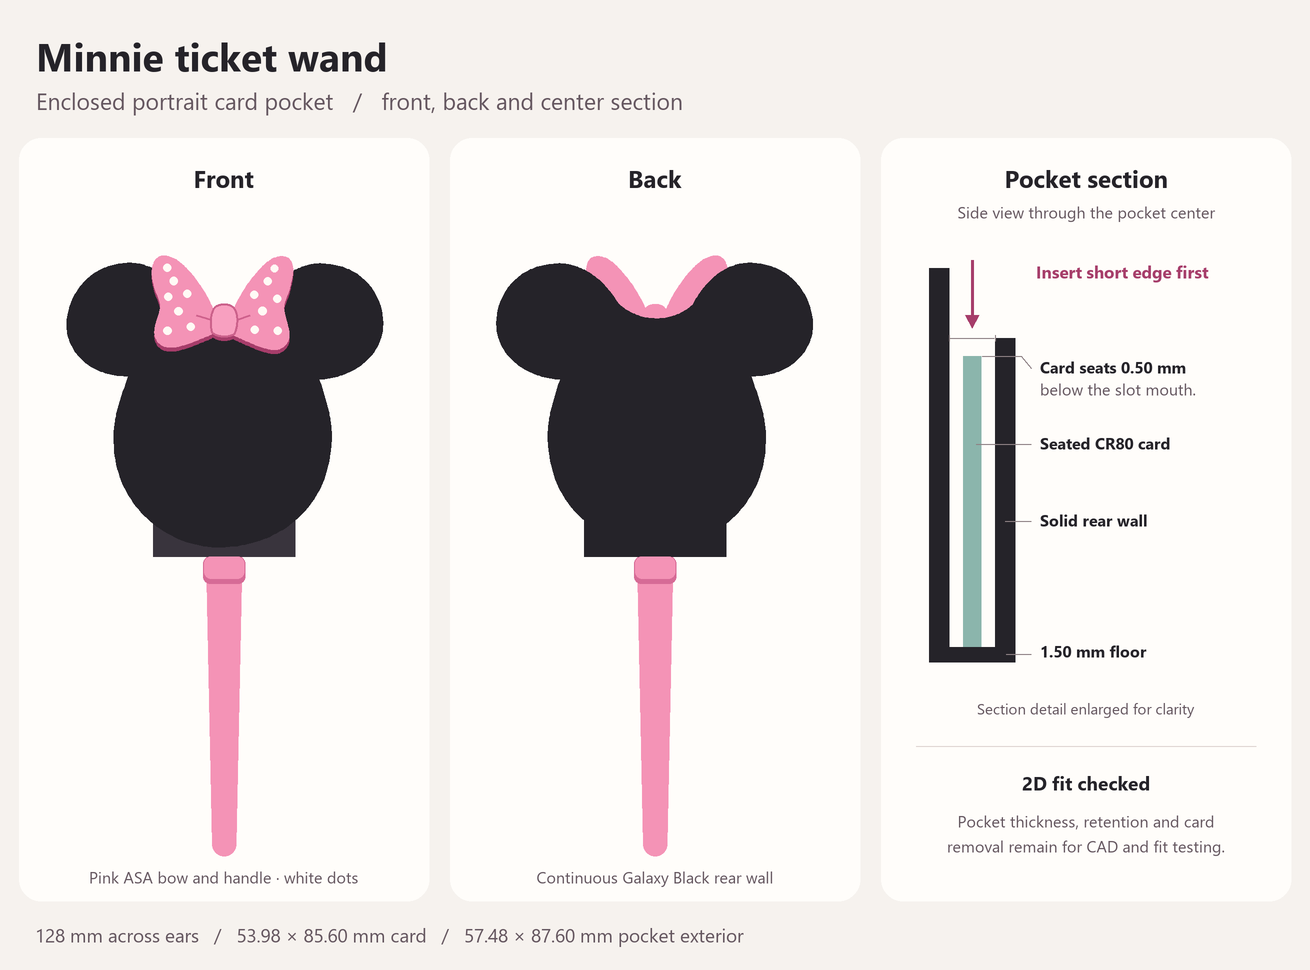 Minnie ticket wand
Enclosed portrait card pocket / front, back and center section
Front
Pink ASA bow and handle · white dots
Back
Continuous Galaxy Black rear wall
Pocket section
Side view through the pocket center
Insert short edge first
Card seats 0.50 mm
below the slot mouth.
Seated CR80 card
Solid rear wall
1.50 mm floor
Section detail enlarged for clarity
2D fit checked
Pocket thickness, retention and card
removal remain for CAD and fit testing.
128 mm across ears / 53.98 × 85.60 mm card / 57.48 × 87.60 mm pocket exterior